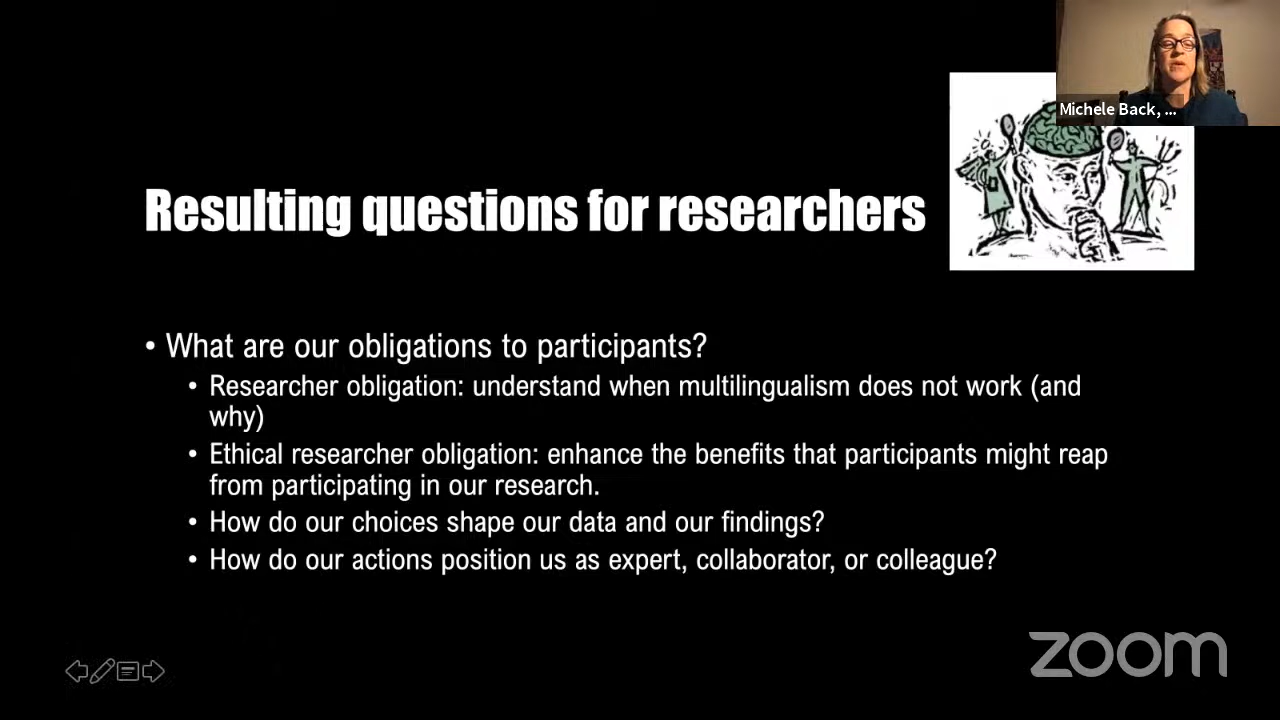 Michele Back, ...
Resulting questions for researchers
• What are our obligations to participants?
• Researcher obligation: understand when multilingualism does not work (and
why)
• Ethical researcher obligation: enhance the benefits that participants might reap
from participating in our research.
• How do our choices shape our data and our findings?
• How do our actions position us as expert, collaborator, or colleague?
zoom